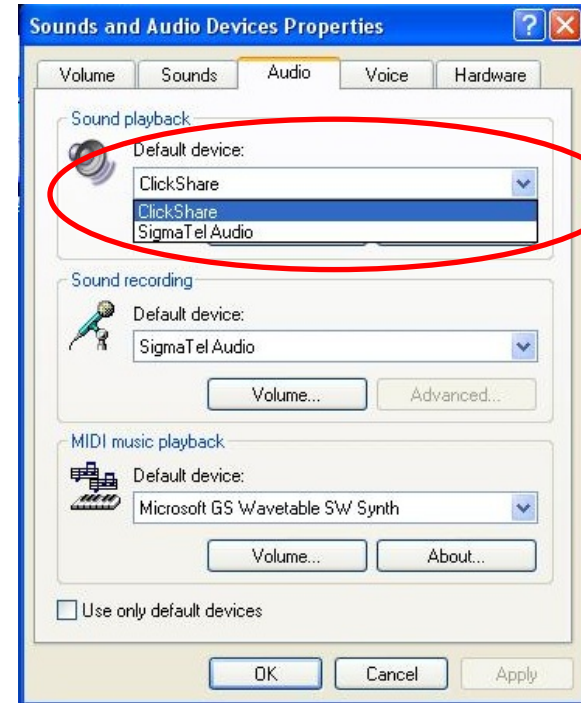 Sounds and Audio Devices Properties
Volume Sounds Audio Voice Hardware
Sound playback
Default device:
ClickShare
ClickShare
SigmaTel Audio
Sound recording
Default device:
SigmaTel Audio
Volume... Advanced...
MIDI music playback
Default device:
Microsoft GS Wavetable SW Synth
Volume... About...
Use only default devices
OK Cancel Apply